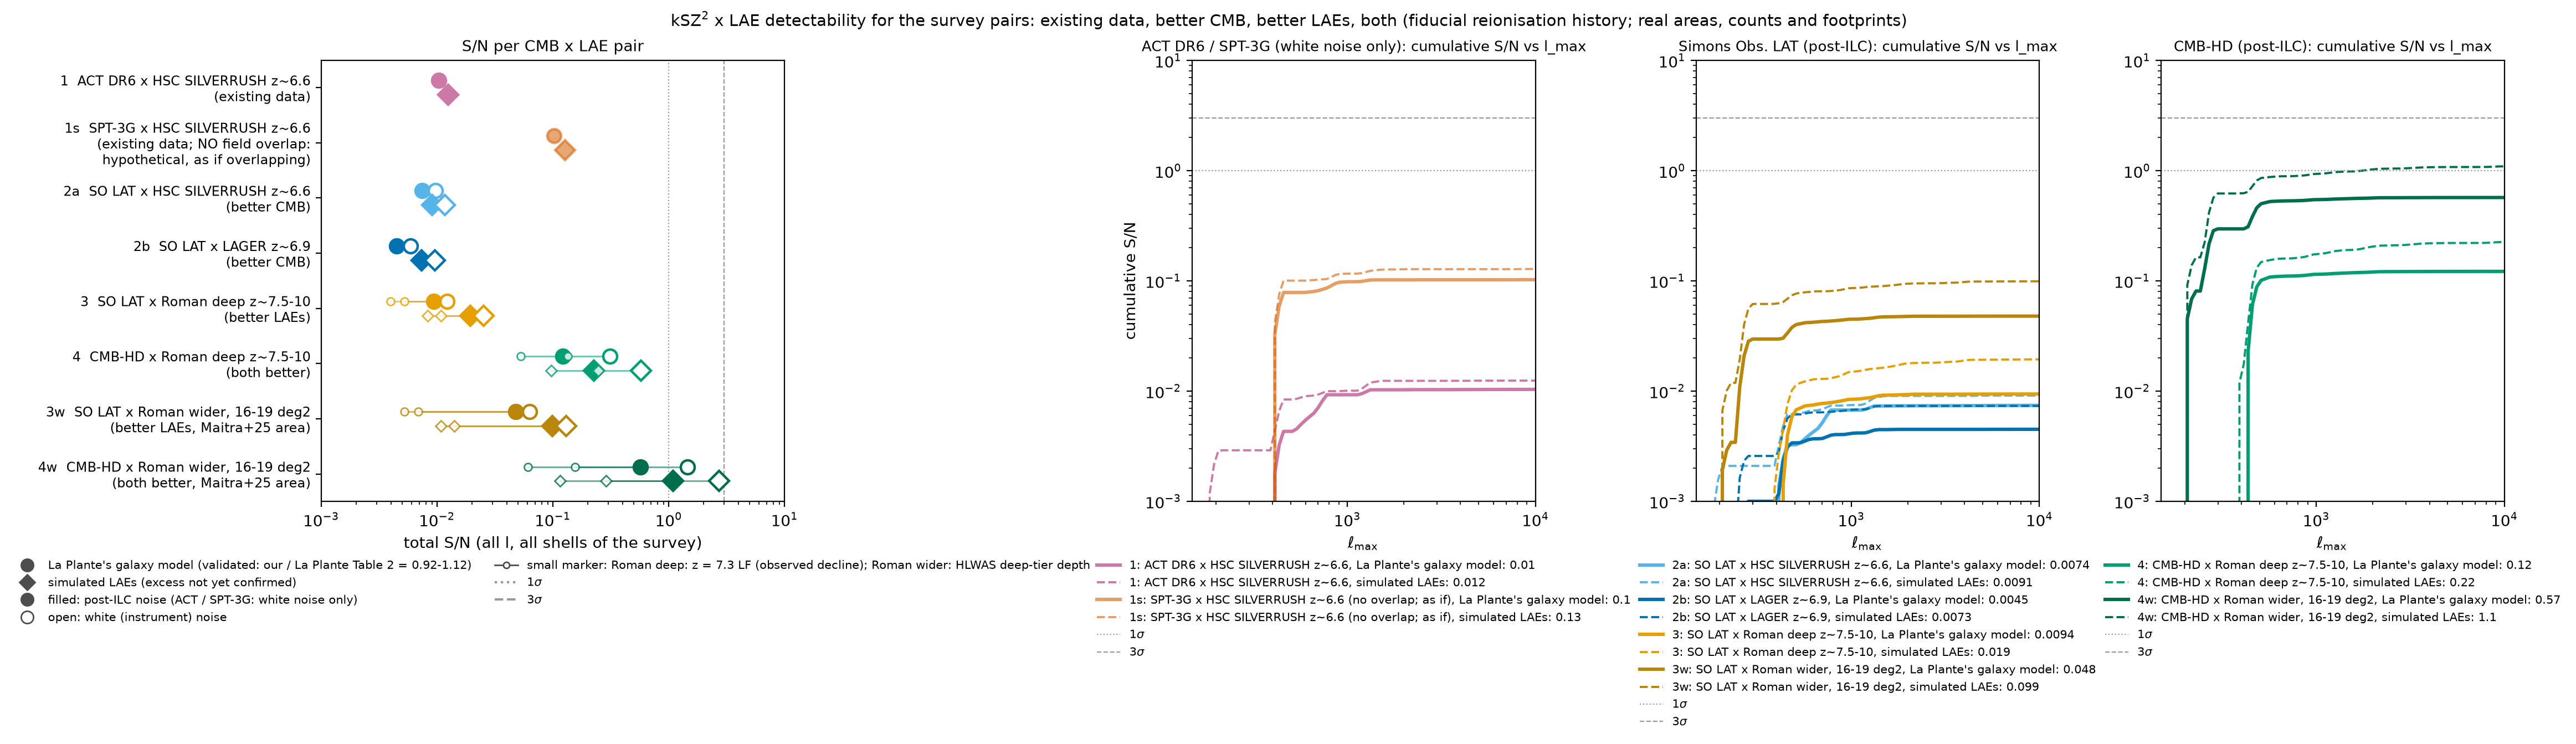 kSZ² x LAE detectability for the survey pairs: existing data, better CMB, better LAEs, both (fiducial reionisation history; real areas, counts and footprints)
S/N per CMB x LAE pair
1 ACT DR6 x HSC SILVERRUSH z~6.6
(existing data)
1s SPT-3G x HSC SILVERRUSH z~6.6
(existing data; NO field overlap:
hypothetical, as if overlapping)
2a SO LAT x HSC SILVERRUSH z~6.6
(better CMB)
2b SO LAT x LAGER z~6.9
(better CMB)
3 SO LAT x Roman deep z~7.5-10
(better LAEs)
4 CMB-HD x Roman deep z~7.5-10
(both better)
3w SO LAT x Roman wider, 16-19 deg2
(better LAEs, Maitra+25 area)
4w CMB-HD x Roman wider, 16-19 deg2
(both better, Maitra+25 area)
10⁻³ 10⁻² 10⁻¹ 10⁰ 10¹
total S/N (all l, all shells of the survey)
La Plante's galaxy model (validated: our / La Plante Table 2 = 0.92-1.12)
simulated LAEs (excess not yet confirmed)
filled: post-ILC noise (ACT / SPT-3G: white noise only)
open: white (instrument) noise
small marker: Roman deep: z = 7.3 LF (observed decline); Roman wider: HLWAS deep-tier depth
1σ
3σ
ACT DR6 / SPT-3G (white noise only): cumulative S/N vs l_max
cumulative S/N
10¹
10⁰
10⁻¹
10⁻²
10⁻³
10³ 10⁴
ℓmax
1: ACT DR6 x HSC SILVERRUSH z~6.6, La Plante's galaxy model: 0.01
1: ACT DR6 x HSC SILVERRUSH z~6.6, simulated LAEs: 0.012
1s: SPT-3G x HSC SILVERRUSH z~6.6 (no overlap; as if), La Plante's galaxy model: 0.1
1s: SPT-3G x HSC SILVERRUSH z~6.6 (no overlap; as if), simulated LAEs: 0.13
1σ
3σ
Simons Obs. LAT (post-ILC): cumulative S/N vs l_max
10¹
10⁰
10⁻¹
10⁻²
10⁻³
10³ 10⁴
ℓmax
2a: SO LAT x HSC SILVERRUSH z~6.6, La Plante's galaxy model: 0.0074
2a: SO LAT x HSC SILVERRUSH z~6.6, simulated LAEs: 0.0091
2b: SO LAT x LAGER z~6.9, La Plante's galaxy model: 0.0045
2b: SO LAT x LAGER z~6.9, simulated LAEs: 0.0073
3: SO LAT x Roman deep z~7.5-10, La Plante's galaxy model: 0.0094
3: SO LAT x Roman deep z~7.5-10, simulated LAEs: 0.019
3w: SO LAT x Roman wider, 16-19 deg2, La Plante's galaxy model: 0.048
3w: SO LAT x Roman wider, 16-19 deg2, simulated LAEs: 0.099
1σ
3σ
CMB-HD (post-ILC): cumulative S/N vs l_max
10¹
10⁰
10⁻¹
10⁻²
10⁻³
10³ 10⁴
ℓmax
4: CMB-HD x Roman deep z~7.5-10, La Plante's galaxy model: 0.12
4: CMB-HD x Roman deep z~7.5-10, simulated LAEs: 0.22
4w: CMB-HD x Roman wider, 16-19 deg2, La Plante's galaxy model: 0.57
4w: CMB-HD x Roman wider, 16-19 deg2, simulated LAEs: 1.1
1σ
3σ